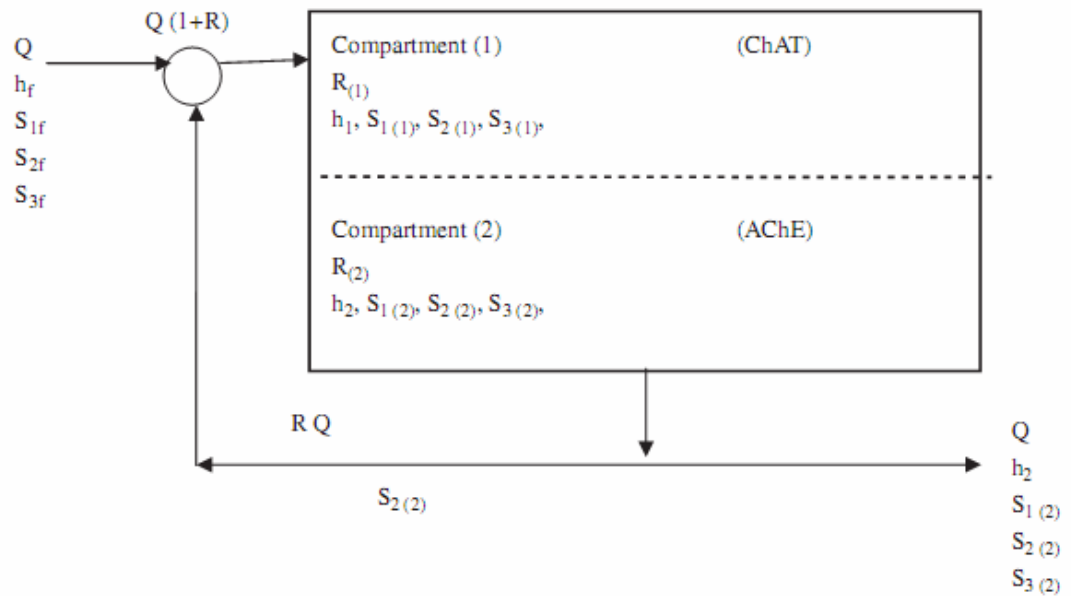 Q (1+R)
Q
h_f
S_1f
S_2f
S_3f
Compartment (1) (ChAT)
R_(1)
h_1, S_1 (1), S_2 (1), S_3 (1),
Compartment (2) (AChE)
R_(2)
h_2, S_1 (2), S_2 (2), S_3 (2),
R Q
S_2 (2)
Q
h_2
S_1 (2)
S_2 (2)
S_3 (2)